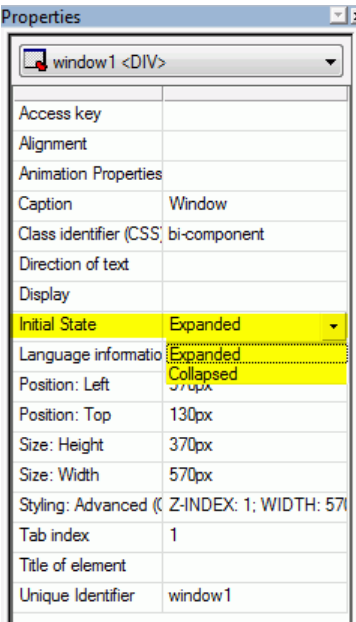 Properties
window1 <DIV>
Access key
Alignment
Animation Properties
Caption Window
Class identifier (CSS) bi-component
Direction of text
Display
Initial State Expanded
Language informatio Expanded
Collapsed
Position: Left 570px
Position: Top 130px
Size: Height 370px
Size: Width 570px
Styling: Advanced (C Z-INDEX: 1; WIDTH: 570
Tab index 1
Title of element
Unique Identifier window1